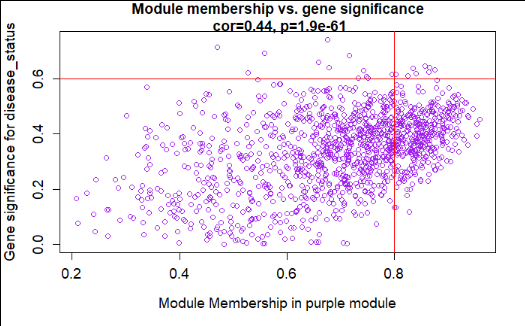 Module membership vs. gene significance
cor=0.44, p=1.9e-61
Gene significance for disease_status
0.6
0.4
0.2
0.0
0.2 0.4 0.6 0.8
Module Membership in purple module